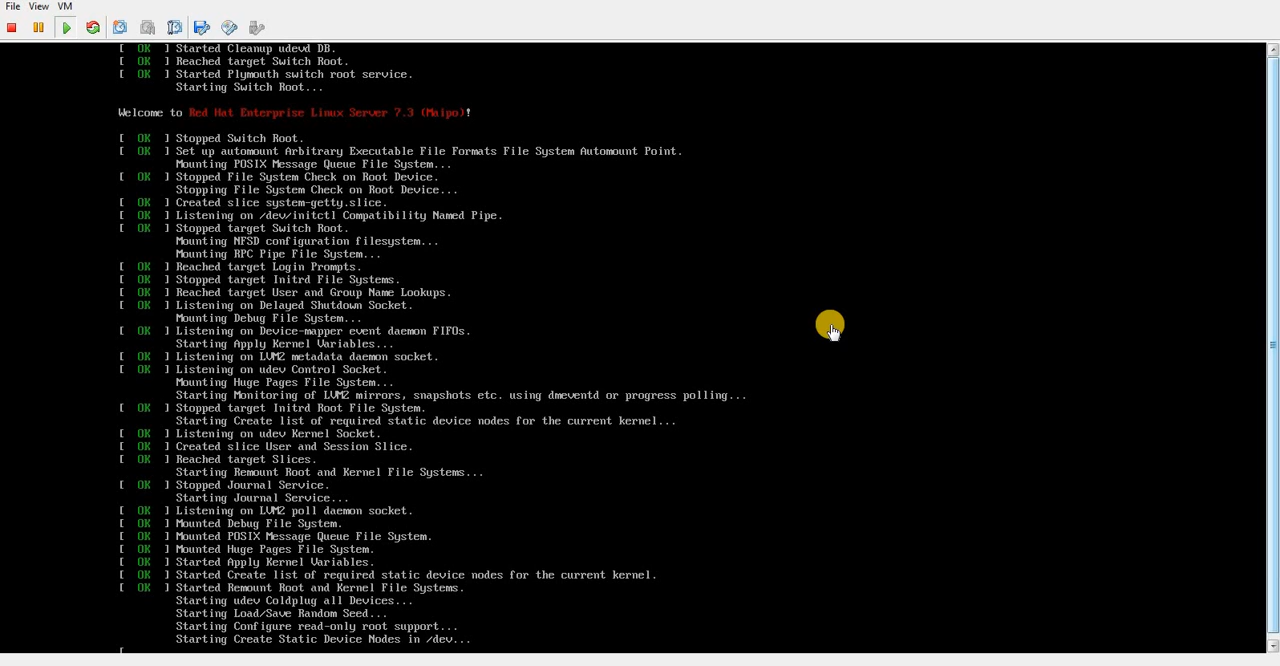 File View VM
[ OK ] Started Cleanup udevd DB.
[ OK ] Reached target Switch Root.
[ OK ] Started Plymouth switch root service.
Starting Switch Root...
Welcome to Red Hat Enterprise Linux Server 7.3 (Maipo)!
[ OK ] Stopped Switch Root.
[ OK ] Set up automount Arbitrary Executable File Formats File System Automount Point.
Mounting POSIX Message Queue File System...
[ OK ] Stopped File System Check on Root Device.
Stopping File System Check on Root Device...
[ OK ] Created slice system-getty.slice.
[ OK ] Listening on /dev/initctl Compatibility Named Pipe.
[ OK ] Stopped target Switch Root.
Mounting NFSD configuration filesystem...
Mounting RPC Pipe File System...
[ OK ] Reached target Login Prompts.
[ OK ] Stopped target Initrd File Systems.
[ OK ] Reached target User and Group Name Lookups.
[ OK ] Listening on Delayed Shutdown Socket.
Mounting Debug File System...
[ OK ] Listening on Device-mapper event daemon FIFOs.
Starting Apply Kernel Variables...
[ OK ] Listening on LVM2 metadata daemon socket.
[ OK ] Listening on udev Control Socket.
Mounting Huge Pages File System...
Starting Monitoring of LVM2 mirrors, snapshots etc. using dmeventd or progress polling...
[ OK ] Stopped target Initrd Root File System.
Starting Create list of required static device nodes for the current kernel...
[ OK ] Listening on udev Kernel Socket.
[ OK ] Created slice User and Session Slice.
[ OK ] Reached target Slices.
Starting Remount Root and Kernel File Systems...
[ OK ] Stopped Journal Service.
Starting Journal Service...
[ OK ] Listening on LVM2 poll daemon socket.
[ OK ] Mounted Debug File System.
[ OK ] Mounted POSIX Message Queue File System.
[ OK ] Mounted Huge Pages File System.
[ OK ] Started Apply Kernel Variables.
[ OK ] Started Create list of required static device nodes for the current kernel.
[ OK ] Started Remount Root and Kernel File Systems.
Starting udev Coldplug all Devices...
Starting Load/Save Random Seed...
Starting Configure read-only root support...
Starting Create Static Device Nodes in /dev...
[